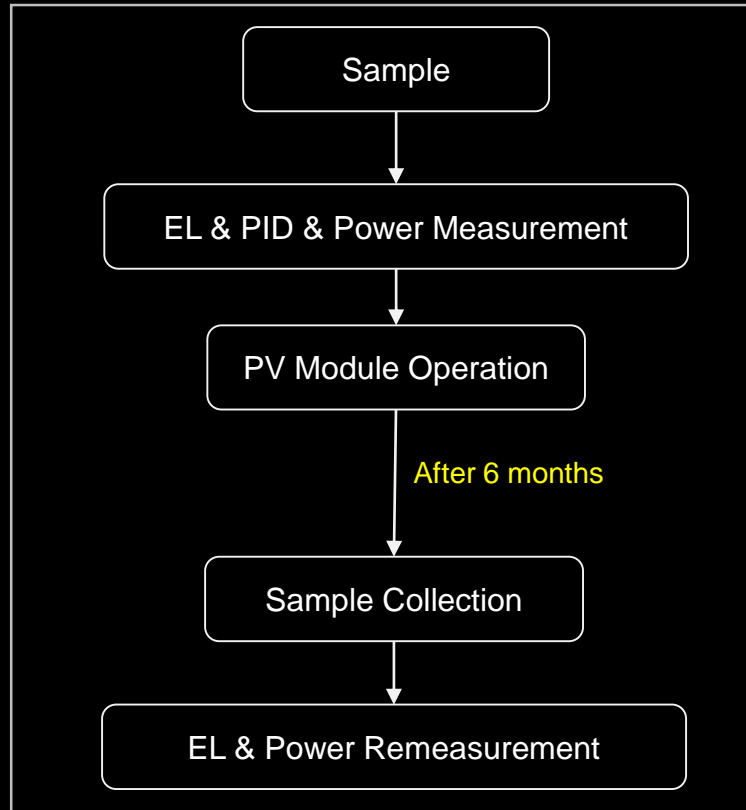 Sample
EL & PID & Power Measurement
PV Module Operation
After 6 months
Sample Collection
EL & Power Remeasurement